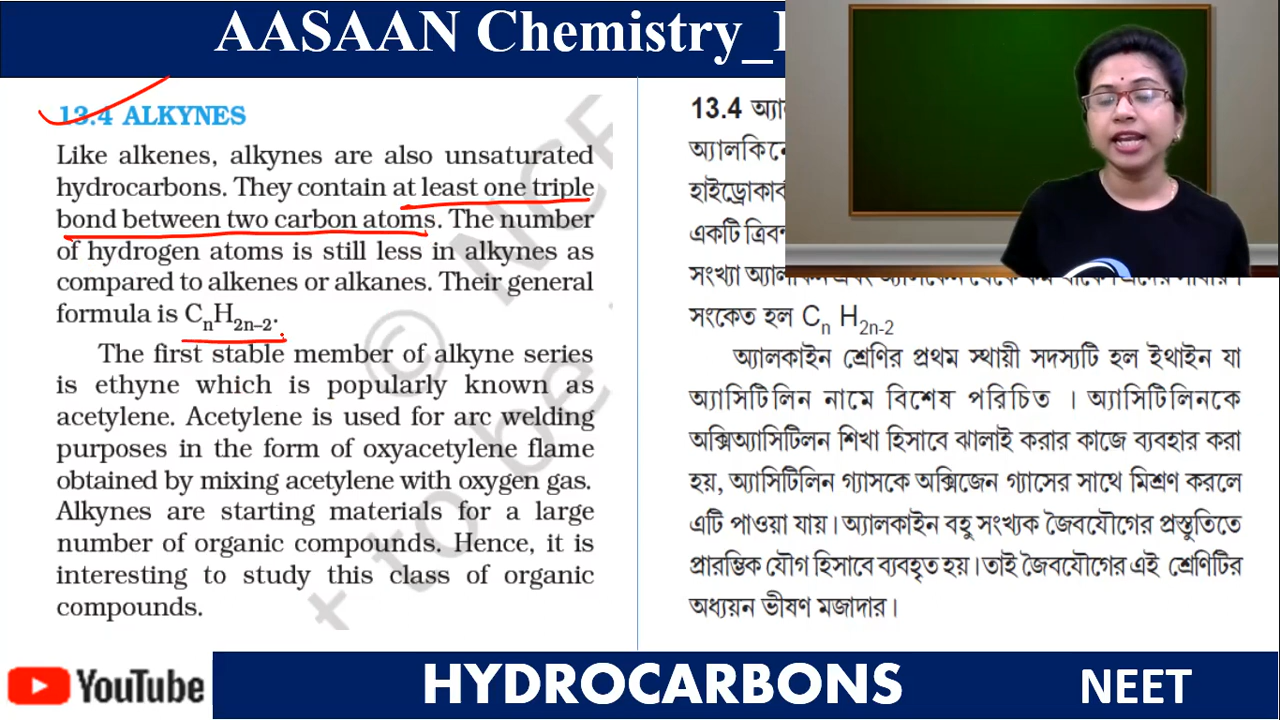 AASAAN Chemistry_
13.4 ALKYNES
Like alkenes, alkynes are also unsaturated
hydrocarbons. They contain at least one triple
bond between two carbon atoms. The number
of hydrogen atoms is still less in alkynes as
compared to alkenes or alkanes. Their general
formula is CnH2n–2.
The first stable member of alkyne series
is ethyne which is popularly known as
acetylene. Acetylene is used for arc welding
purposes in the form of oxyacetylene flame
obtained by mixing acetylene with oxygen gas.
Alkynes are starting materials for a large
number of organic compounds. Hence, it is
interesting to study this class of organic
compounds.
13.4
একটি
সংকেত হল Cn H2n-2
অ্যালকাইন শ্রেণির প্রথম স্থায়ী সদস্যটি হল ইথাইন যা
অ্যাসিটিলিন নামে বিশেষ পরিচিত । অ্যাসিটিলিনকে
অক্সিঅ্যাসিটিলন শিখা হিসাবে ঝালাই করার কাজে ব্যবহার করা
হয়, অ্যাসিটিলিন গ্যাসকে অক্সিজেন গ্যাসের সাথে মিশ্রণ করলে
এটি পাওয়া যায়। অ্যালকাইন বহু সংখ্যক জৈবযৌগের প্রস্তুতিতে
প্রারম্ভিক যৌগ হিসাবে ব্যবহৃত হয়। তাই জৈবযৌগের এই শ্রেণিটির
অধ্যয়ন ভীষণ মজাদার।
YouTube
HYDROCARBONS
NEET